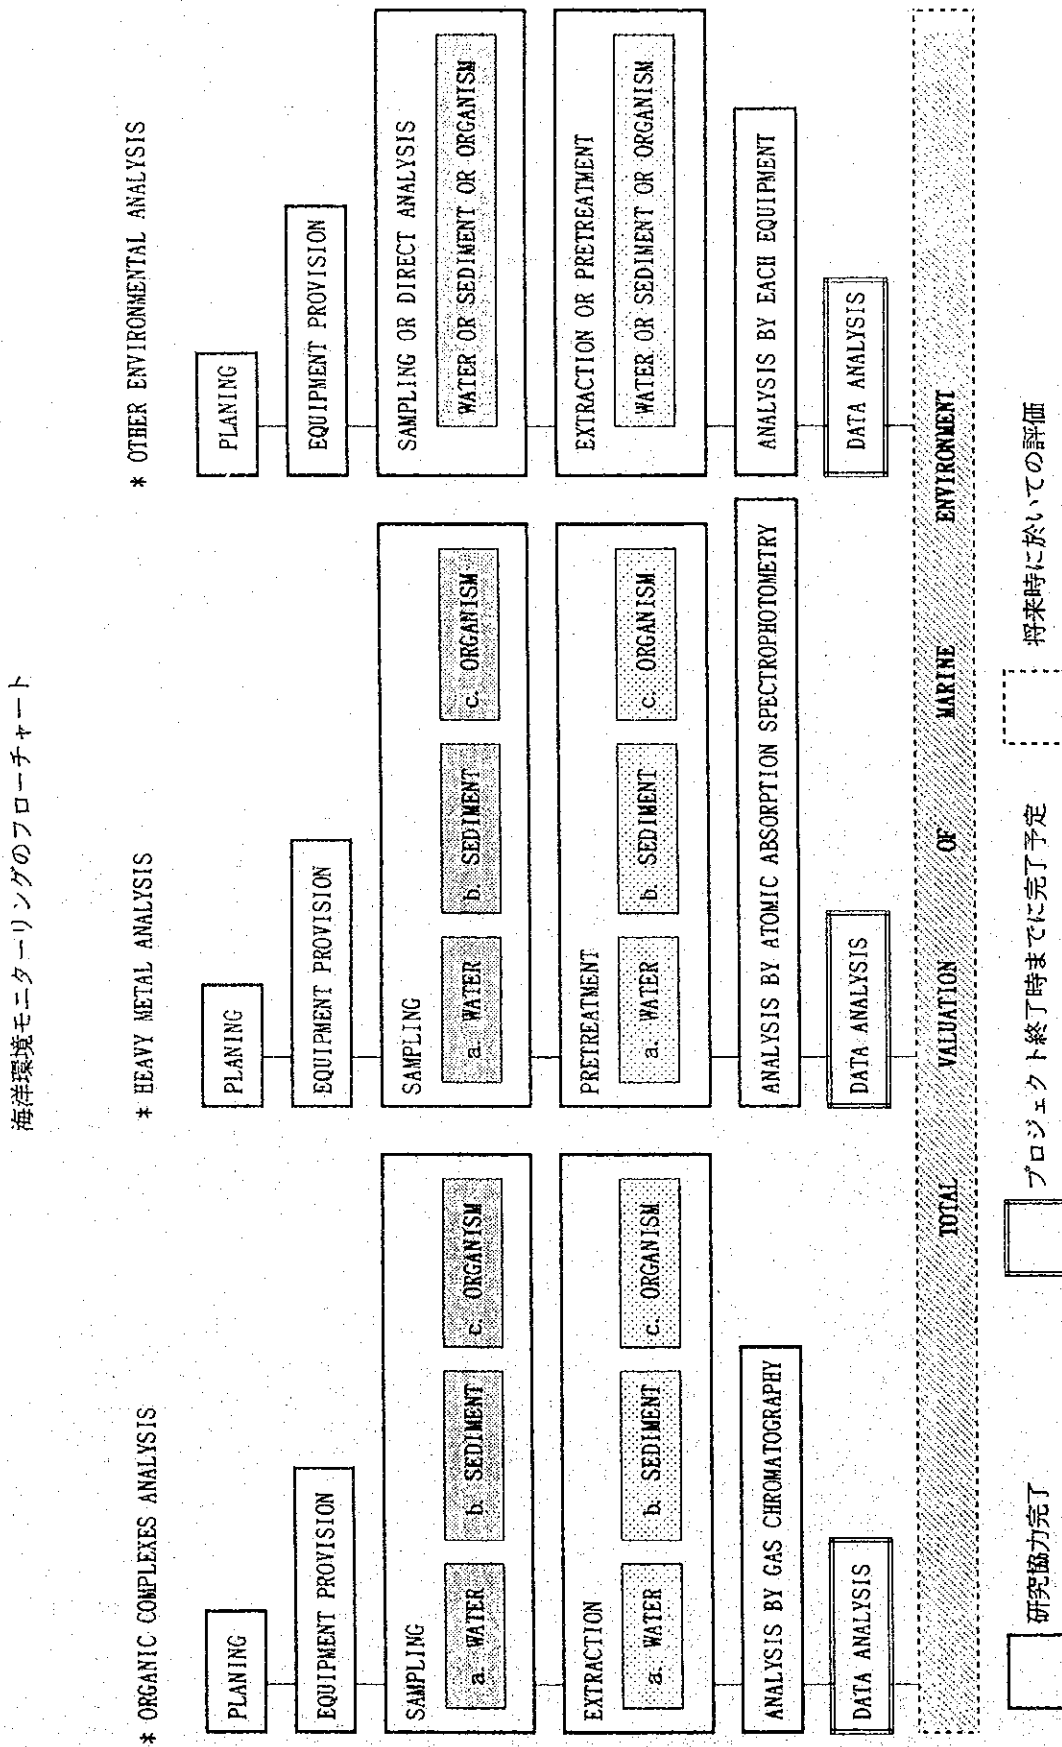 海洋環境モニターリングのフローチャート
* ORGANIC COMPLEXES ANALYSIS
PLANING
EQUIPMENT PROVISION
SAMPLING
a. WATER
b. SEDIMENT
c. ORGANISM
EXTRACTION
a. WATER
b. SEDIMENT
c. ORGANISM
ANALYSIS BY GAS CHROMATOGRAPHY
DATA ANALYSIS
* HEAVY METAL ANALYSIS
PLANING
EQUIPMENT PROVISION
SAMPLING
a. WATER
b. SEDIMENT
c. ORGANISM
PRETREATMENT
a. WATER
b. SEDIMENT
c. ORGANISM
ANALYSIS BY ATOMIC ABSORPTION SPECTROPHOTOMETRY
DATA ANALYSIS
* OTHER ENVIRONMENTAL ANALYSIS
PLANING
EQUIPMENT PROVISION
SAMPLING OR DIRECT ANALYSIS
WATER OR SEDIMENT OR ORGANISM
EXTRACTION OR PRETREATMENT
WATER OR SEDIMENT OR ORGANISM
ANALYSIS BY EACH EQUIPMENT
DATA ANALYSIS
TOTAL VALUATION OF MARINE ENVIRONMENT
研究協力完了
プロジェクト終了時までに完了予定
将来時に於いての評価